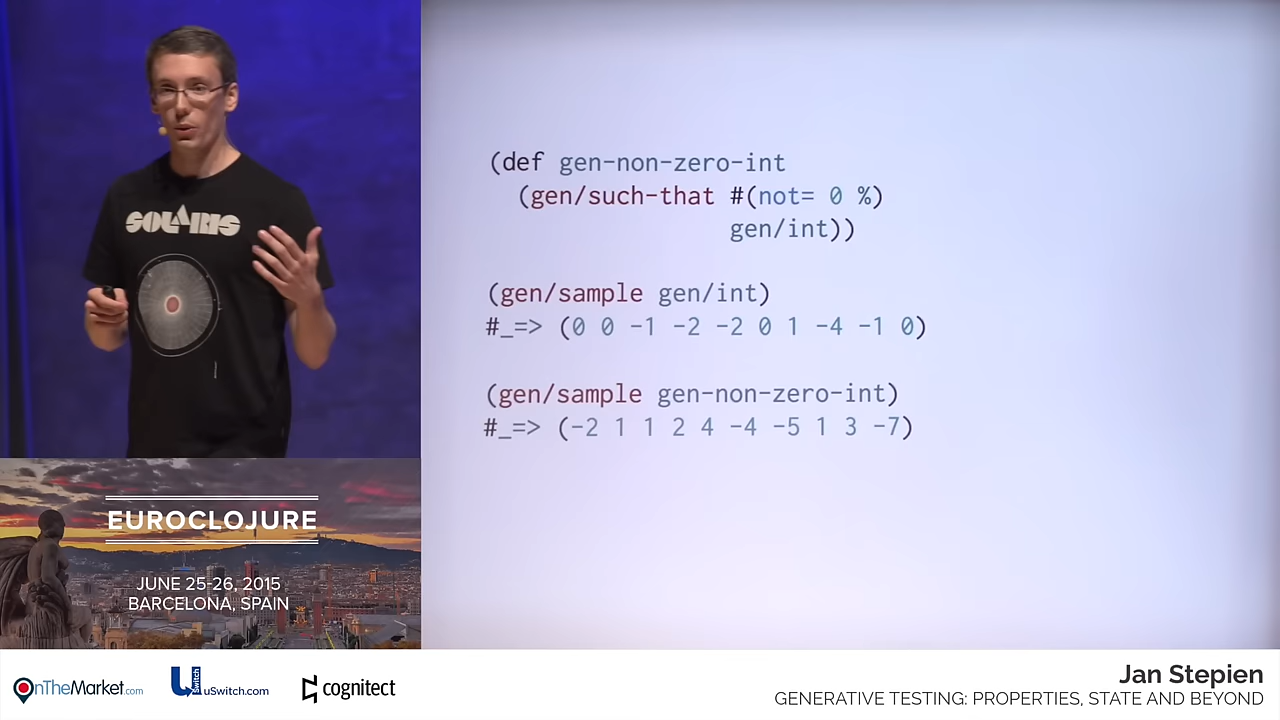 SOLARIS
(def gen-non-zero-int
(gen/such-that #(not= 0 %)
gen/int))
(gen/sample gen/int)
#_=> (0 0 -1 -2 -2 0 1 -4 -1 0)
(gen/sample gen-non-zero-int)
#_=> (-2 1 1 2 4 -4 -5 1 3 -7)
EUROCLOJURE
JUNE 25-26, 2015
BARCELONA, SPAIN
OnTheMarket.com
uSwitch
uSwitch.com
cognitect
Jan Stepien
GENERATIVE TESTING: PROPERTIES, STATE AND BEYOND